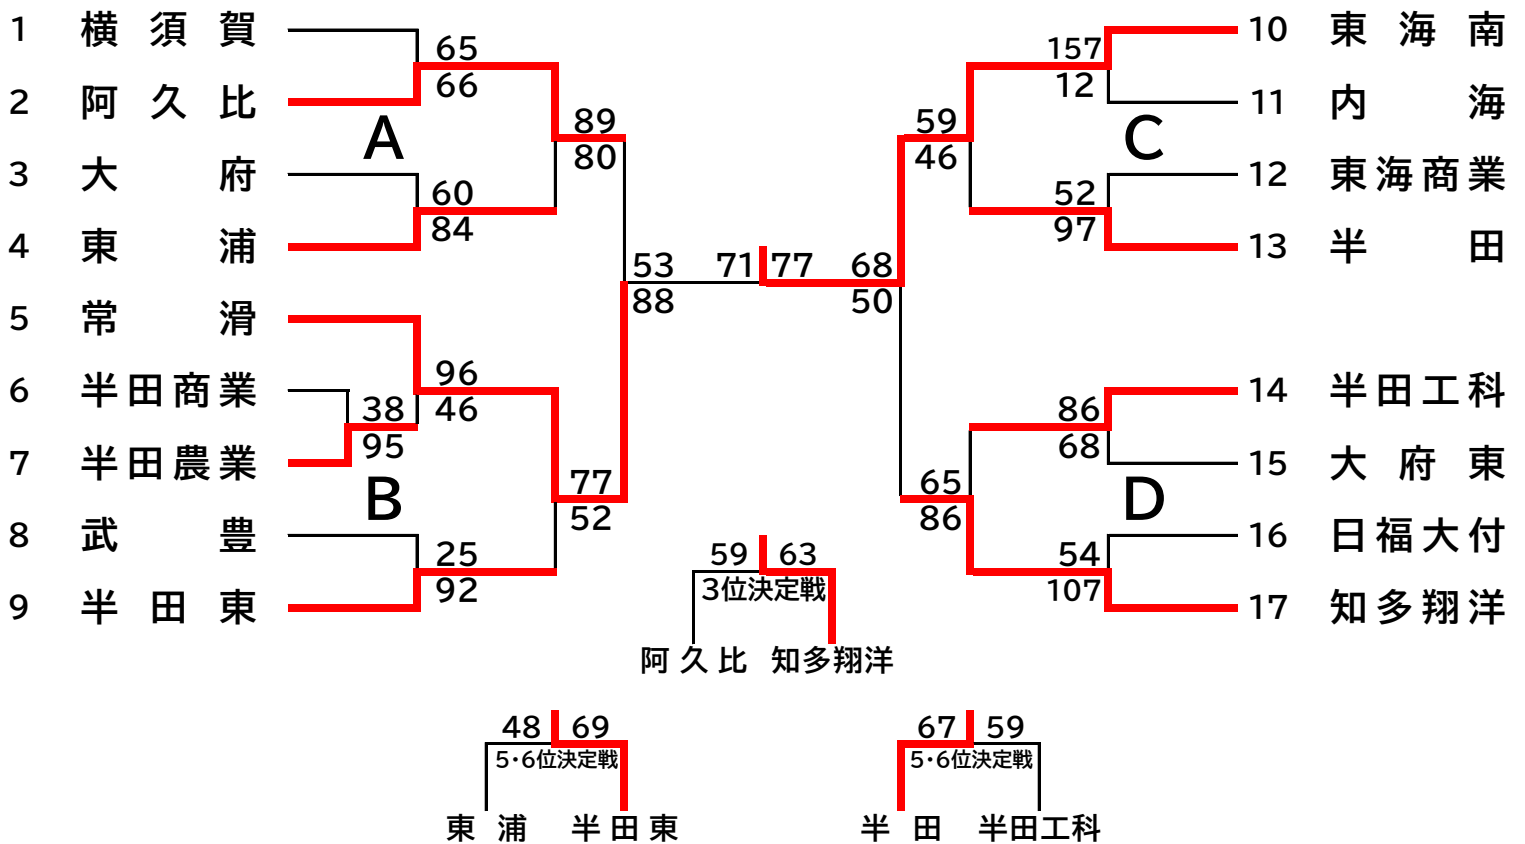 1 横須賀
2 阿久比
3 大府
4 東浦
5 常滑
6 半田商業
7 半田農業
8 武豊
9 半田東
65
66
A
60
84
89
80
38
95
96
46
B
25
92
77
52
53
88
71 77
68
50
59
46
157
12
C
52
97
86
68
65
86
D
54
107
10 東海南
11 内海
12 東海商業
13 半田
14 半田工科
15 大府東
16 日福大付
17 知多翔洋
59 63
3位決定戦
阿久比 知多翔洋
48 69
5・6位決定戦
東浦 半田東
67 59
5・6位決定戦
半田 半田工科